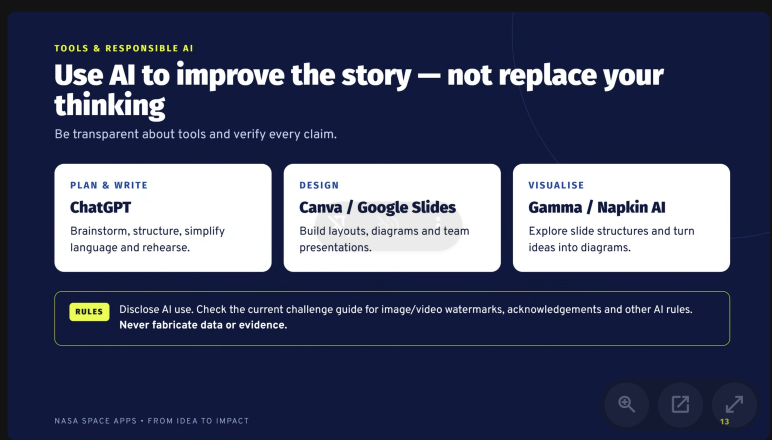 TOOLS & RESPONSIBLE AI
Use AI to improve the story — not replace your
thinking
Be transparent about tools and verify every claim.
PLAN & WRITE
ChatGPT
Brainstorm, structure, simplify
language and rehearse.
DESIGN
Canva / Google Slides
Build layouts, diagrams and team
presentations.
VISUALISE
Gamma / Napkin AI
Explore slide structures and turn
ideas into diagrams.
RULES
Disclose AI use. Check the current challenge guide for image/video watermarks, acknowledgements and other AI rules.
Never fabricate data or evidence.
NASA SPACE APPS • FROM IDEA TO IMPACT
13